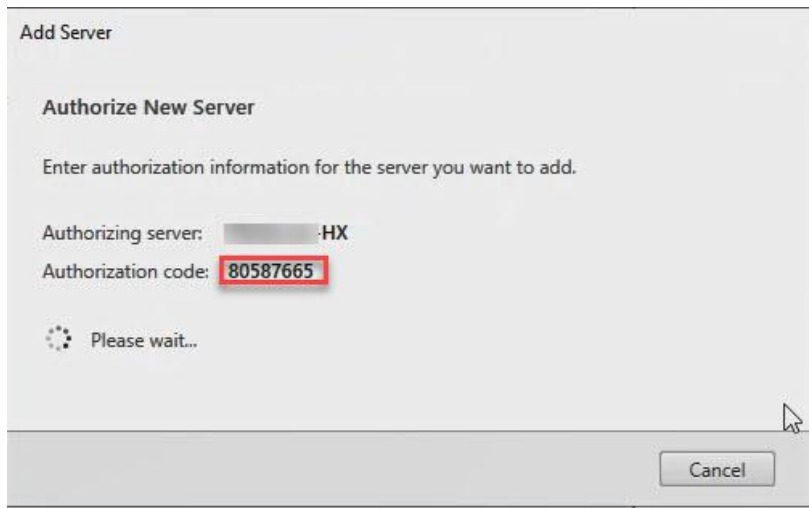 Add Server
Authorize New Server
Enter authorization information for the server you want to add.
Authorizing server: -HX
Authorization code: 80587665
Please wait...
Cancel